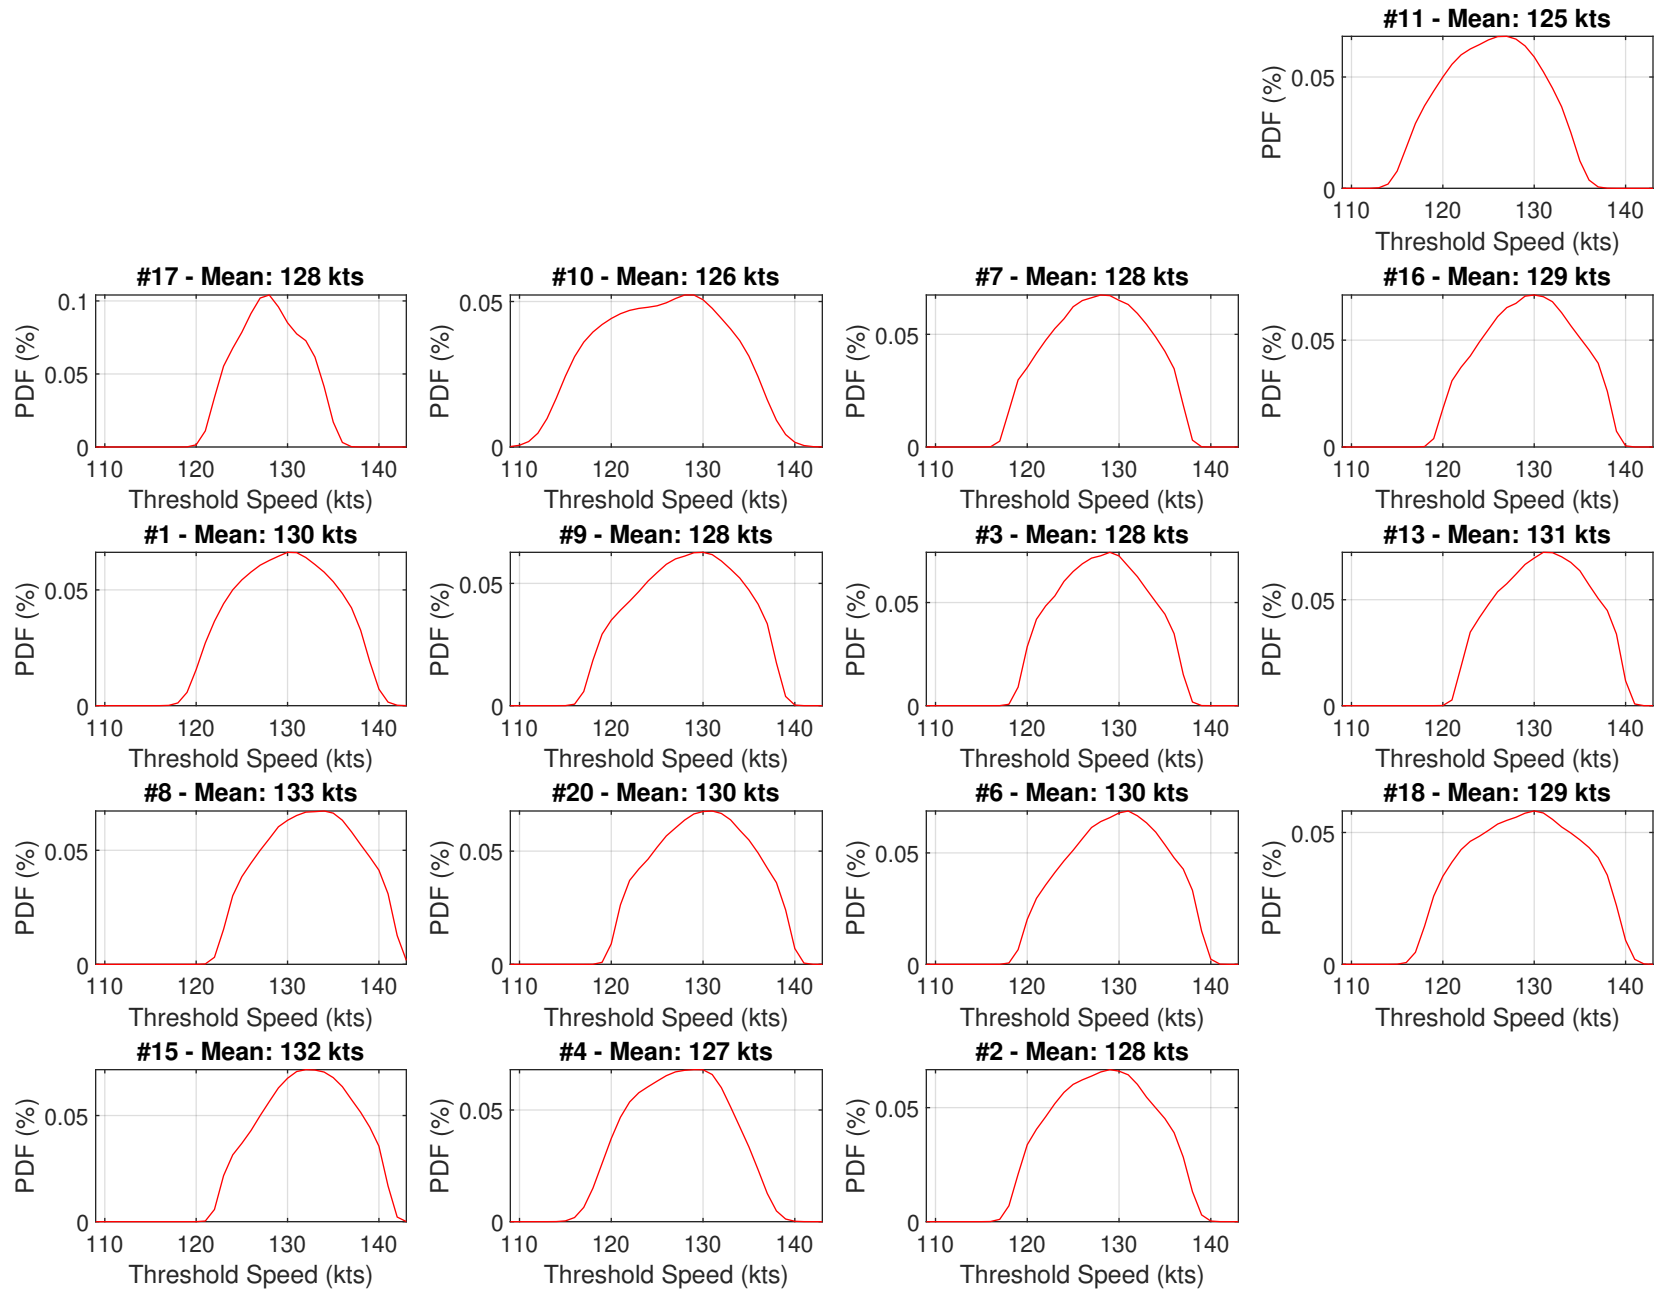 #11 - Mean: 125 kts
PDF (%)
0.05
0
110 120 130 140
Threshold Speed (kts)
#17 - Mean: 128 kts
PDF (%)
0.1
0.05
0
110 120 130 140
Threshold Speed (kts)
#10 - Mean: 126 kts
PDF (%)
0.05
0
110 120 130 140
Threshold Speed (kts)
#7 - Mean: 128 kts
PDF (%)
0.05
0
110 120 130 140
Threshold Speed (kts)
#16 - Mean: 129 kts
PDF (%)
0.05
0
110 120 130 140
Threshold Speed (kts)
#1 - Mean: 130 kts
PDF (%)
0.05
0
110 120 130 140
Threshold Speed (kts)
#9 - Mean: 128 kts
PDF (%)
0.05
0
110 120 130 140
Threshold Speed (kts)
#3 - Mean: 128 kts
PDF (%)
0.05
0
110 120 130 140
Threshold Speed (kts)
#13 - Mean: 131 kts
PDF (%)
0.05
0
110 120 130 140
Threshold Speed (kts)
#8 - Mean: 133 kts
PDF (%)
0.05
0
110 120 130 140
Threshold Speed (kts)
#20 - Mean: 130 kts
PDF (%)
0.05
0
110 120 130 140
Threshold Speed (kts)
#6 - Mean: 130 kts
PDF (%)
0.05
0
110 120 130 140
Threshold Speed (kts)
#18 - Mean: 129 kts
PDF (%)
0.05
0
110 120 130 140
Threshold Speed (kts)
#15 - Mean: 132 kts
PDF (%)
0.05
0
110 120 130 140
Threshold Speed (kts)
#4 - Mean: 127 kts
PDF (%)
0.05
0
110 120 130 140
Threshold Speed (kts)
#2 - Mean: 128 kts
PDF (%)
0.05
0
110 120 130 140
Threshold Speed (kts)